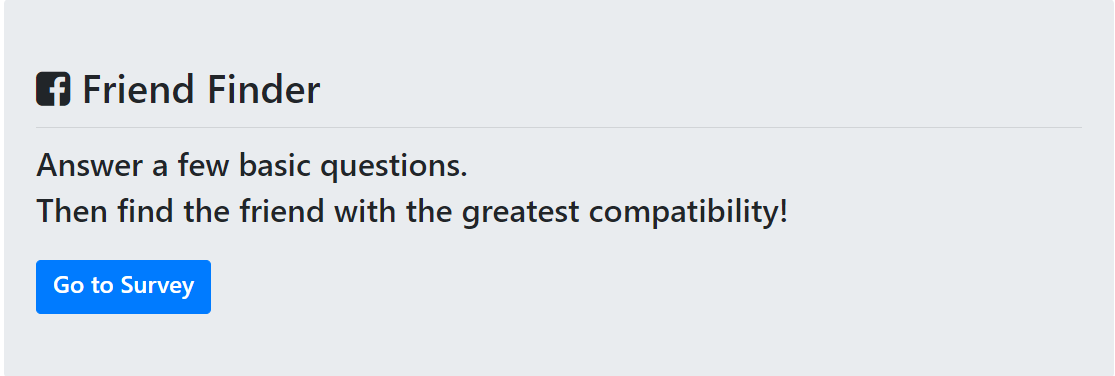 Friend Finder
Answer a few basic questions.
Then find the friend with the greatest compatibility!
Go to Survey